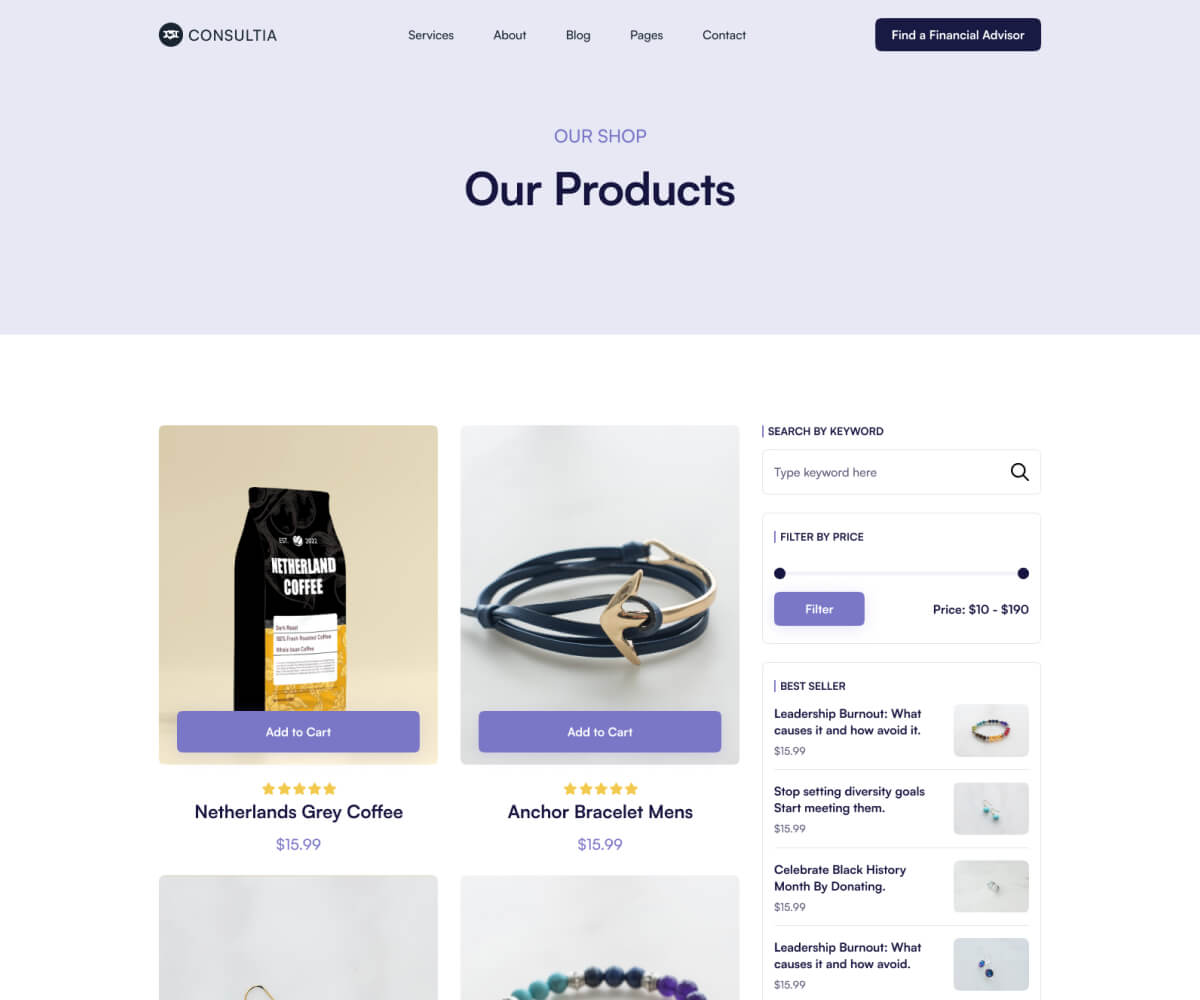 CONSULTIA
Services
About
Blog
Pages
Contact
Find a Financial Advisor
OUR SHOP
Our Products
EST. 2022
NETHERLAND
COFFEE
Dark Roast
100% Fresh Roasted Coffee
Whole bean Coffee
Add to Cart
Netherlands Grey Coffee
$15.99
Add to Cart
Anchor Bracelet Mens
$15.99
SEARCH BY KEYWORD
Type keyword here
FILTER BY PRICE
Filter
Price: $10 - $190
BEST SELLER
Leadership Burnout: What
causes it and how avoid it.
$15.99
Stop setting diversity goals
Start meeting them.
$15.99
Celebrate Black History
Month By Donating.
$15.99
Leadership Burnout: What
causes it and how avoid.
$15.99